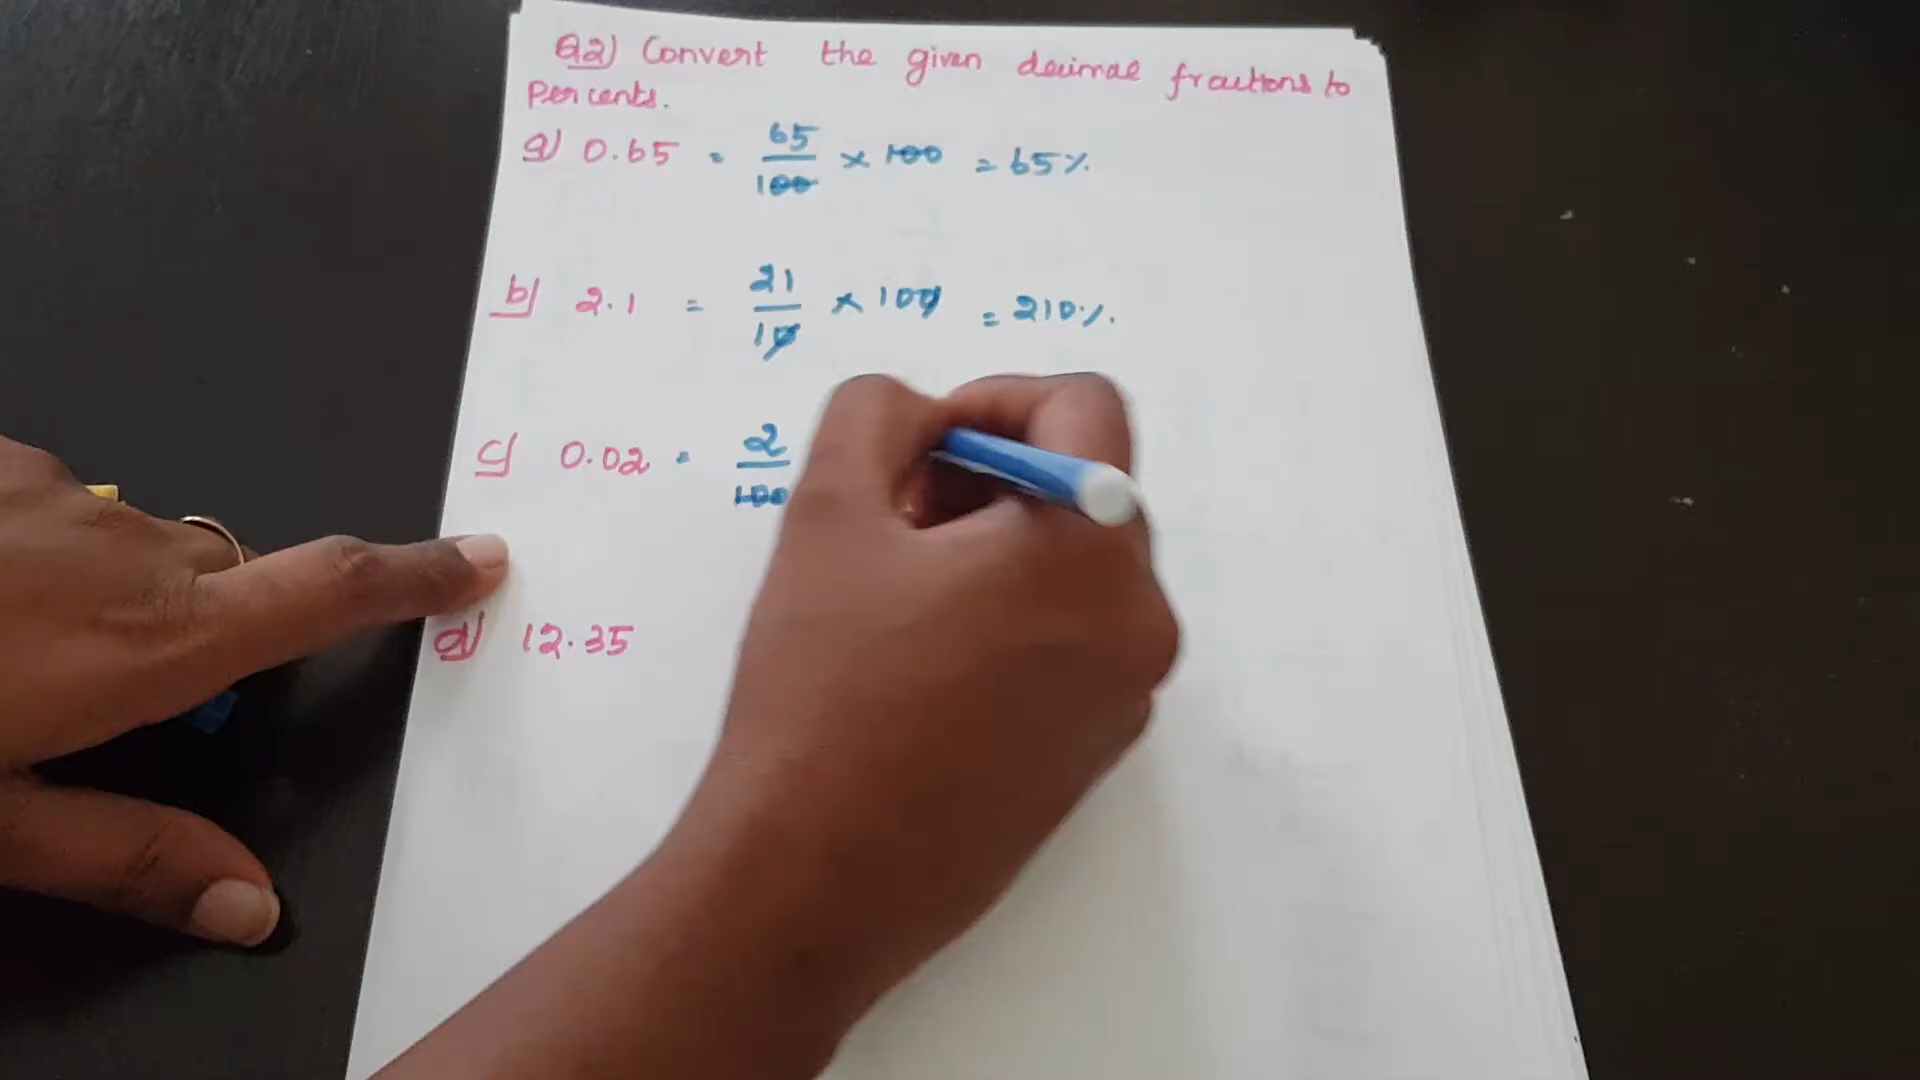 Q2) Convert the given decimal fractions to
Percents.
a) 0.65 = 65/100 × 100 = 65%
b) 2.1 = 21/10 × 100 = 210%
c) 0.02 = 2/100
d) 12.35